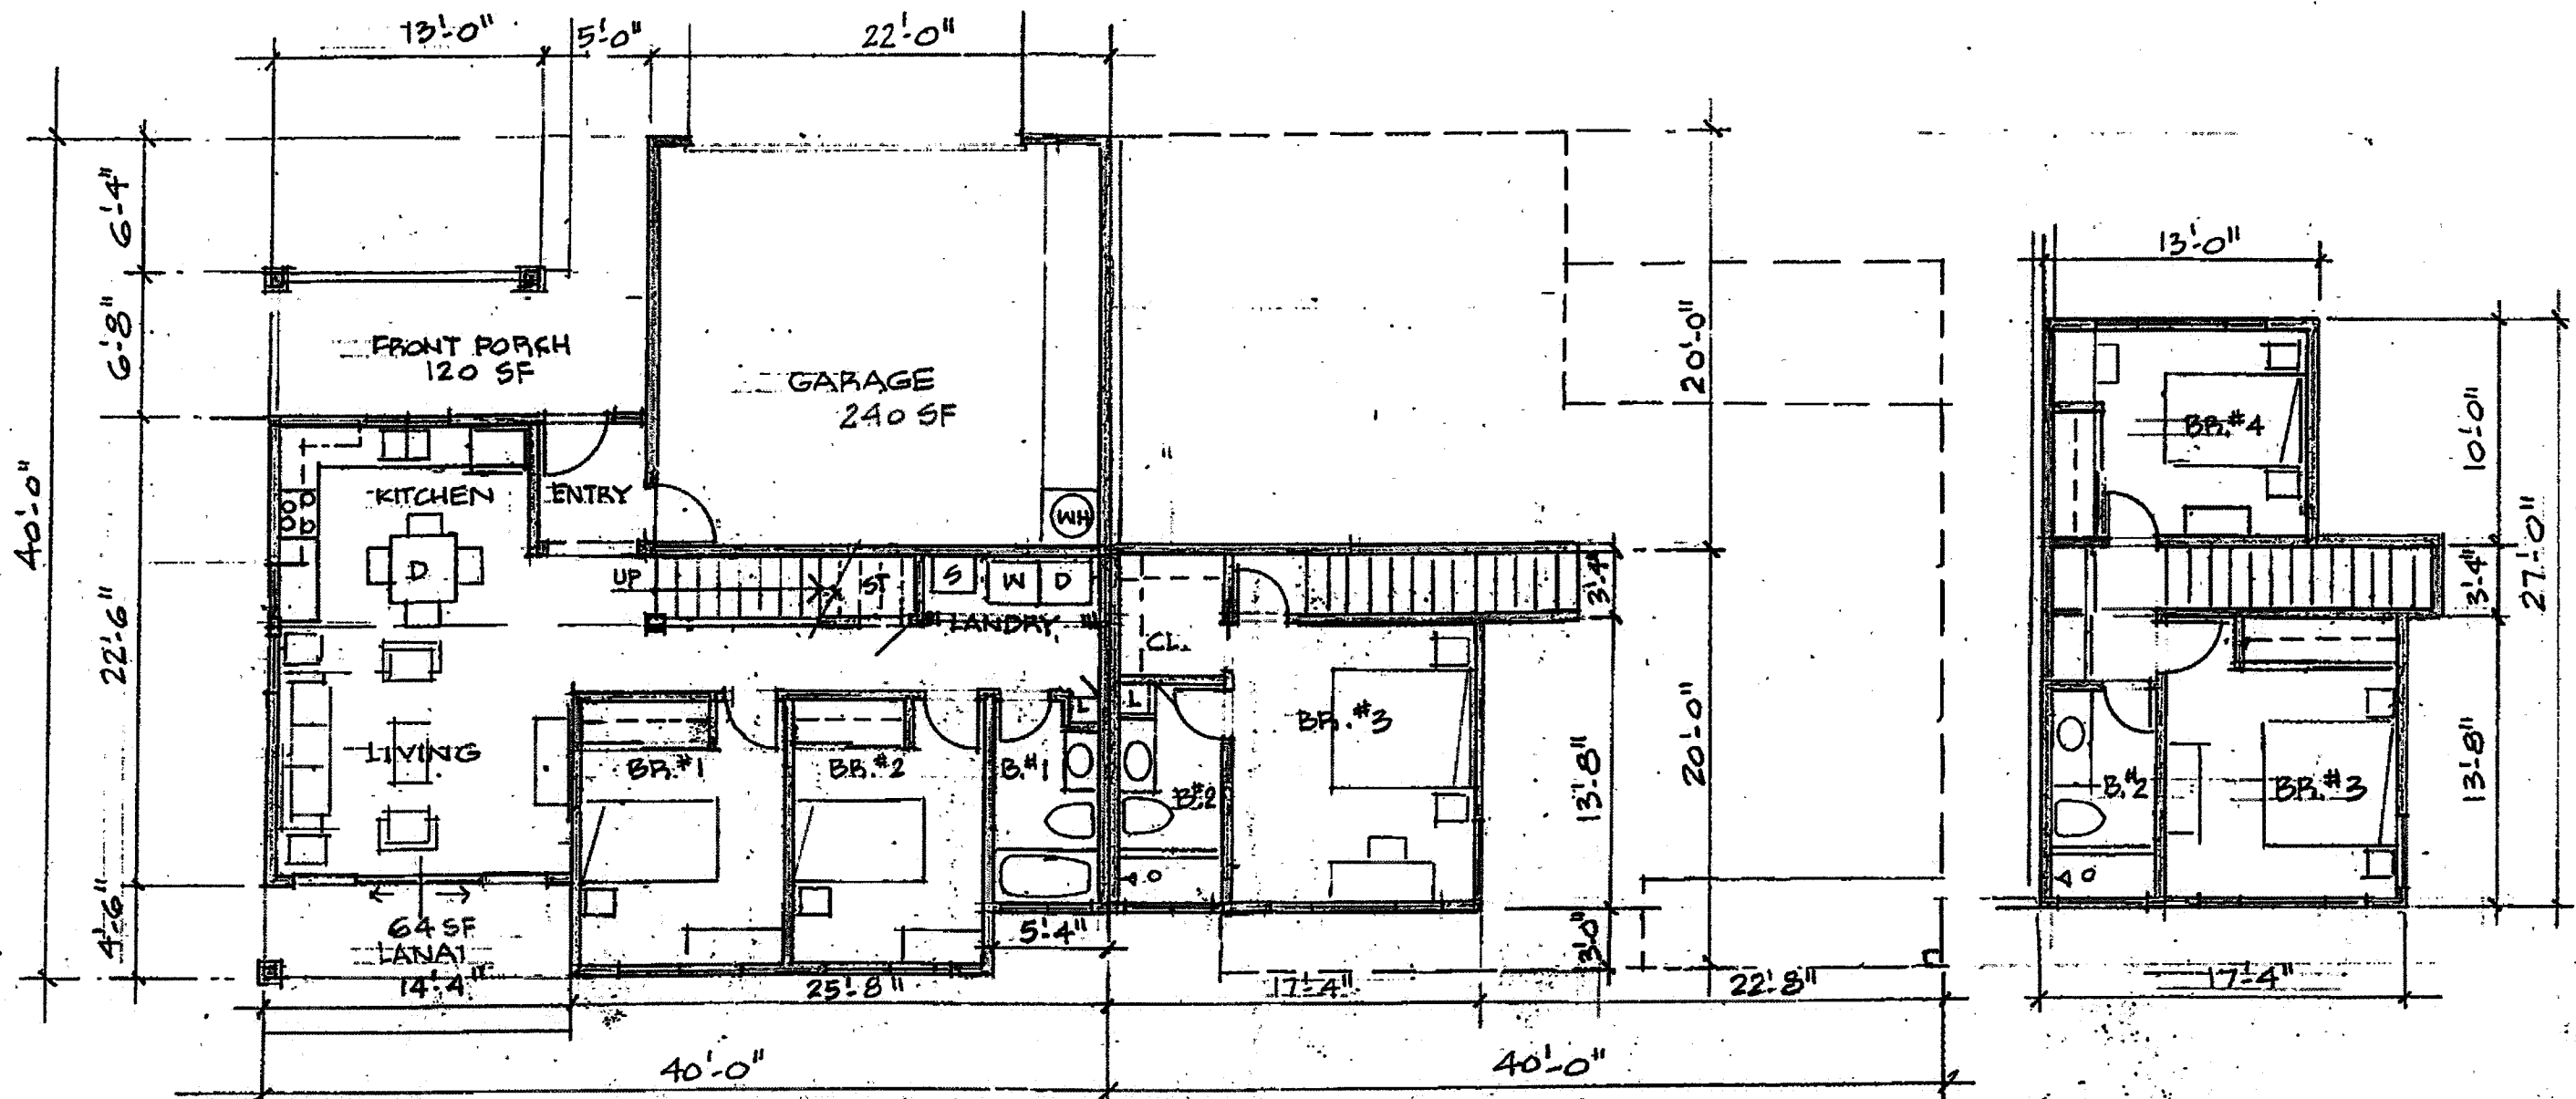 13'-0"
5'-0"
22'-0"
6'-4"
6'-8"
40'-0"
22'-6"
4'-6"
FRONT PORCH
120 SF
GARAGE
240 SF
KITCHEN
ENTRY
D
HW
UP
ST
S
W
D
LANDRY
LIVING
BR.#1
BR.#2
B.#1
L
64 SF
LANAI
14'-4"
25'-8"
5'-4"
40'-0"
20'-0"
3'-4"
CL.
L
BR.#3
B#2
13'-8"
20'-0"
3'-0"
17'-4"
22'-8"
40'-0"
13'-0"
BR.#4
10'-0"
3'-4"
27'-0"
B.#2
BR.#3
13'-8"
17'-4"